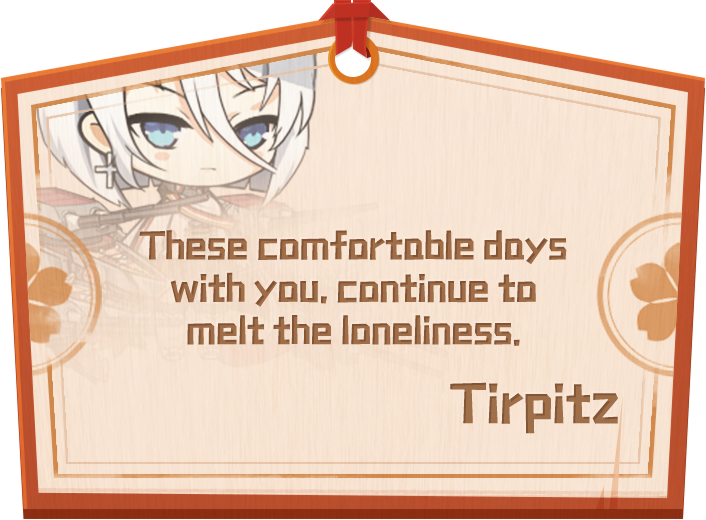 These comfortable days
with you, continue to
melt the loneliness.
Tirpitz